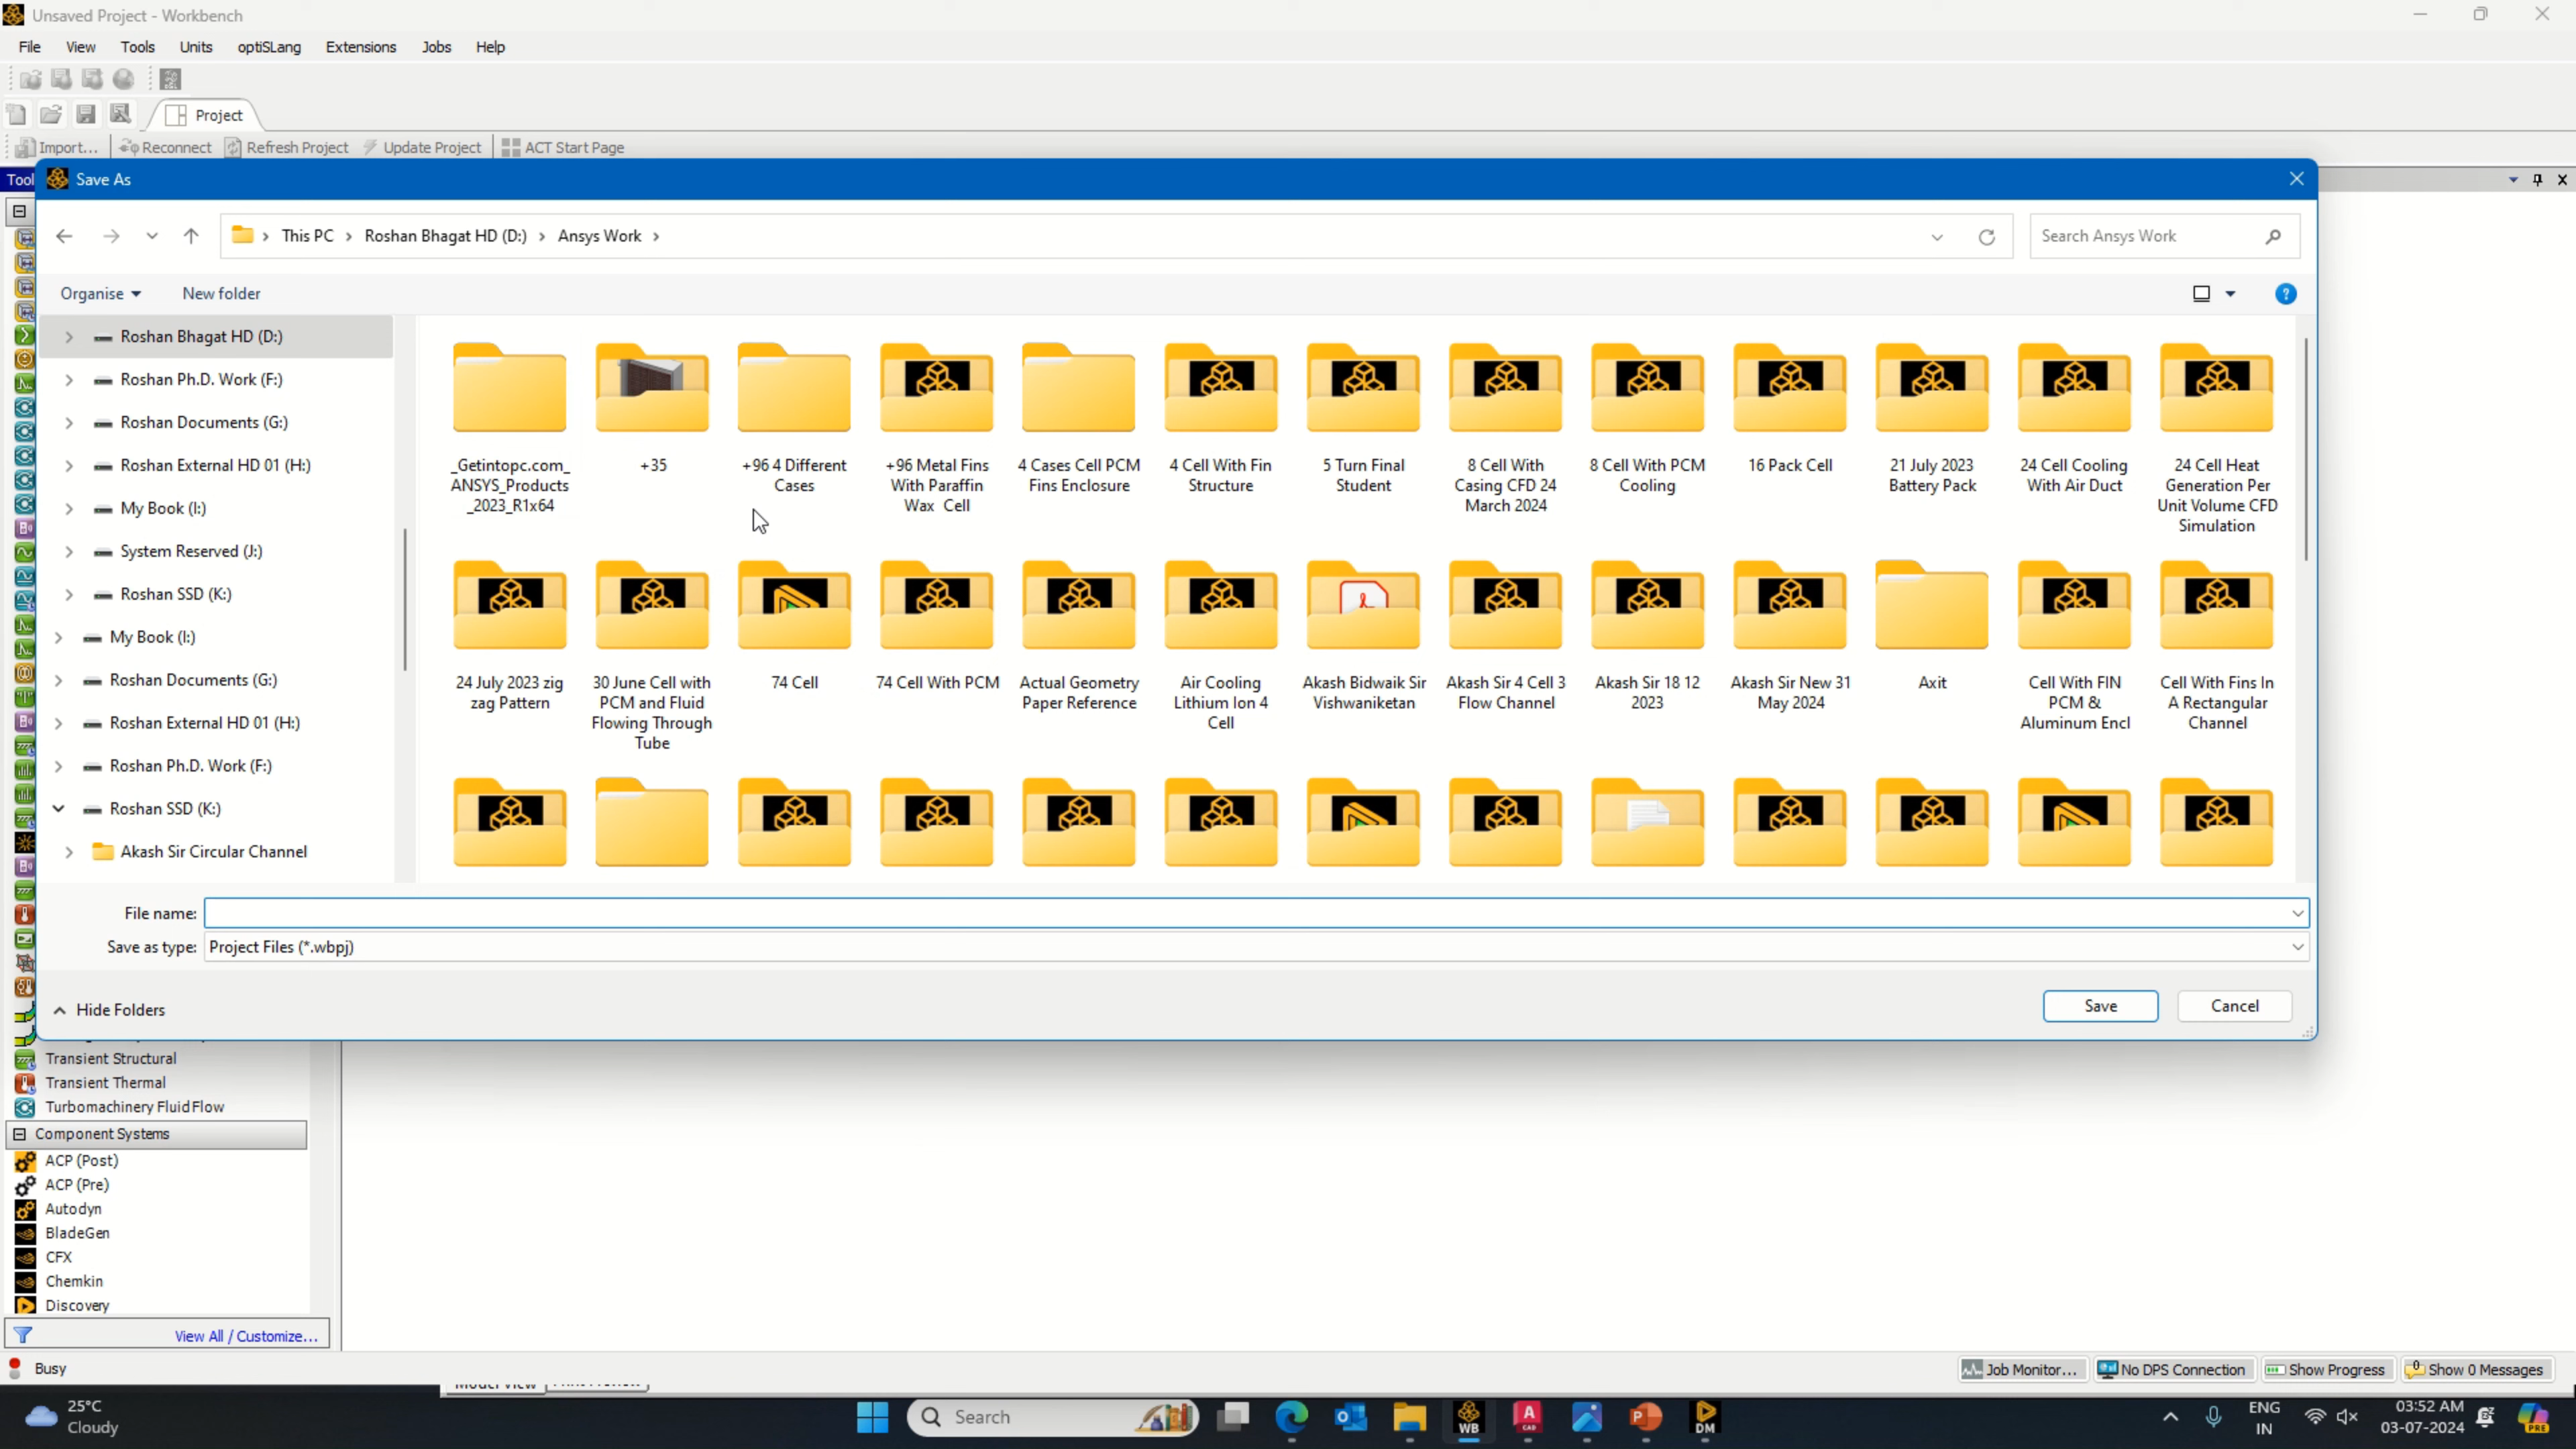 Unsaved Project - Workbench
File View Tools Units optiSLang Extensions Jobs Help
Project
Import... Reconnect Refresh Project Update Project ACT Start Page
Tool
Save As
This PC > Roshan Bhagat HD (D:) > Ansys Work >
Search Ansys Work
Organise New folder
Roshan Bhagat HD (D:)
Roshan Ph.D. Work (F:)
Roshan Documents (G:)
Roshan External HD 01 (H:)
My Book (I:)
System Reserved (J:)
Roshan SSD (K:)
My Book (I:)
Roshan Documents (G:)
Roshan External HD 01 (H:)
Roshan Ph.D. Work (F:)
Roshan SSD (K:)
Akash Sir Circular Channel
_Getintopc.com_
ANSYS_Products
_2023_R1x64
+35
+96 4 Different
Cases
+96 Metal Fins
With Paraffin
Wax Cell
4 Cases Cell PCM
Fins Enclosure
4 Cell With Fin
Structure
5 Turn Final
Student
8 Cell With
Casing CFD 24
March 2024
8 Cell With PCM
Cooling
16 Pack Cell
21 July 2023
Battery Pack
24 Cell Cooling
With Air Duct
24 Cell Heat
Generation Per
Unit Volume CFD
Simulation
24 July 2023 zig
zag Pattern
30 June Cell with
PCM and Fluid
Flowing Through
Tube
74 Cell
74 Cell With PCM
Actual Geometry
Paper Reference
Air Cooling
Lithium Ion 4
Cell
Akash Bidwaik Sir
Vishwaniketan
Akash Sir 4 Cell 3
Flow Channel
Akash Sir 18 12
2023
Akash Sir New 31
May 2024
Axit
Cell With FIN
PCM &
Aluminum Encl
Cell With Fins In
A Rectangular
Channel
File name:
Save as type: Project Files (*.wbpj)
Hide Folders
Save Cancel
Transient Structural
Transient Thermal
Turbomachinery Fluid Flow
Component Systems
ACP (Post)
ACP (Pre)
Autodyn
BladeGen
CFX
Chemkin
Discovery
View All / Customize...
Busy
Job Monitor... No DPS Connection Show Progress Show 0 Messages
25°C
Cloudy
Search
WB
A
CAD
P
DM
ENG
IN
03:52 AM
03-07-2024
PRE